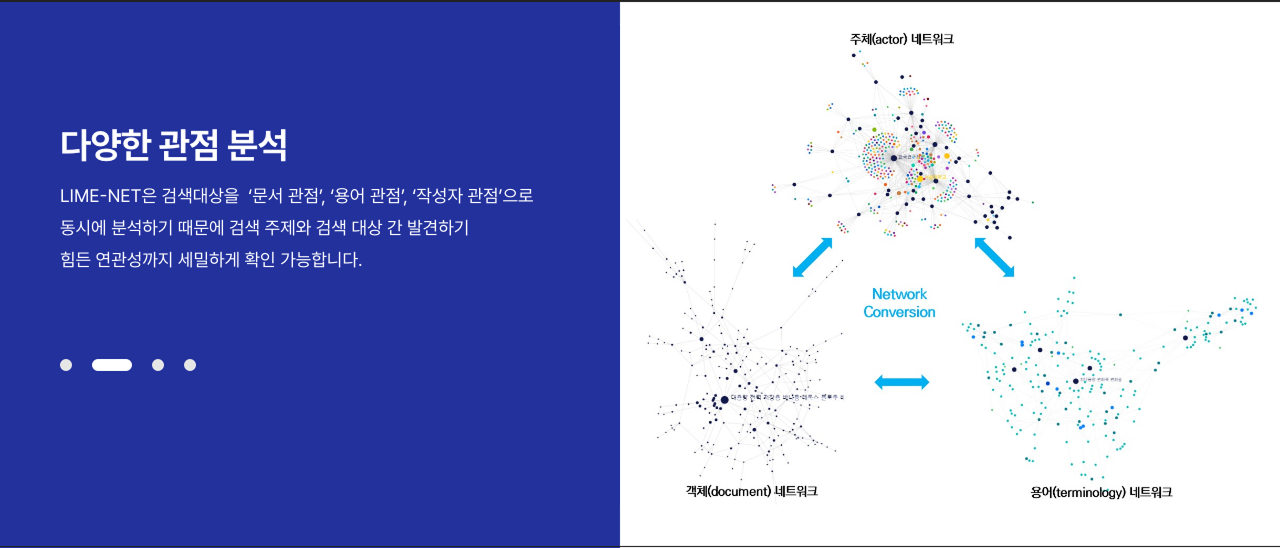 다양한 관점 분석
LIME-NET은 검색대상을 ‘문서 관점’, ‘용어 관점’, ‘작성자 관점’으로
동시에 분석하기 때문에 검색 주제와 검색 대상 간 발견하기
힘든 연관성까지 세밀하게 확인 가능합니다.
주체(actor) 네트워크
Network
Conversion
객체(document) 네트워크
용어(terminology) 네트워크